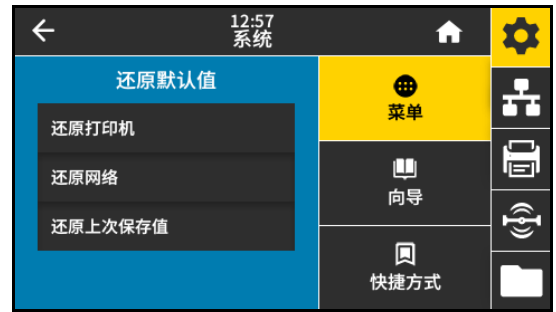 12:57
系统
还原默认值
还原打印机
还原网络
还原上次保存值
菜单
向导
快捷方式